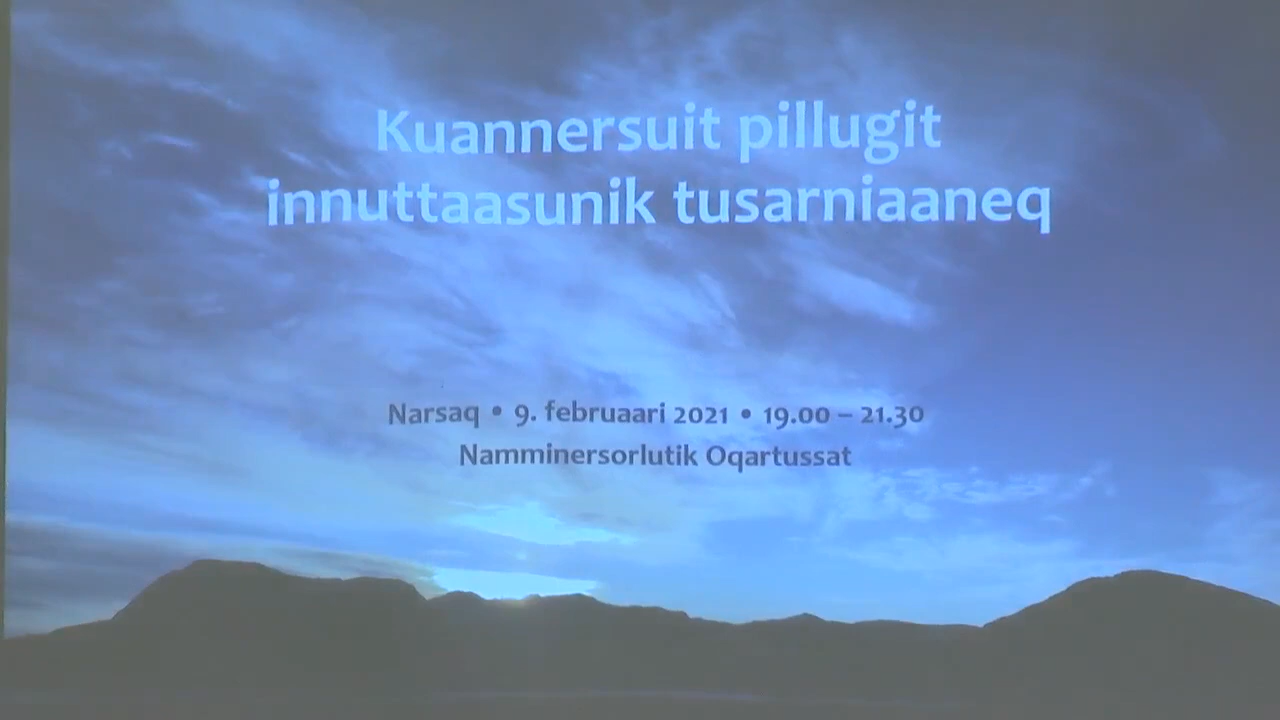 Kuannersuit pillugit
innuttaasunik tusarniaaneq
Narsaq • 9. februaari 2021 • 19.00 – 21.30
Namminersorlutik Oqartussat